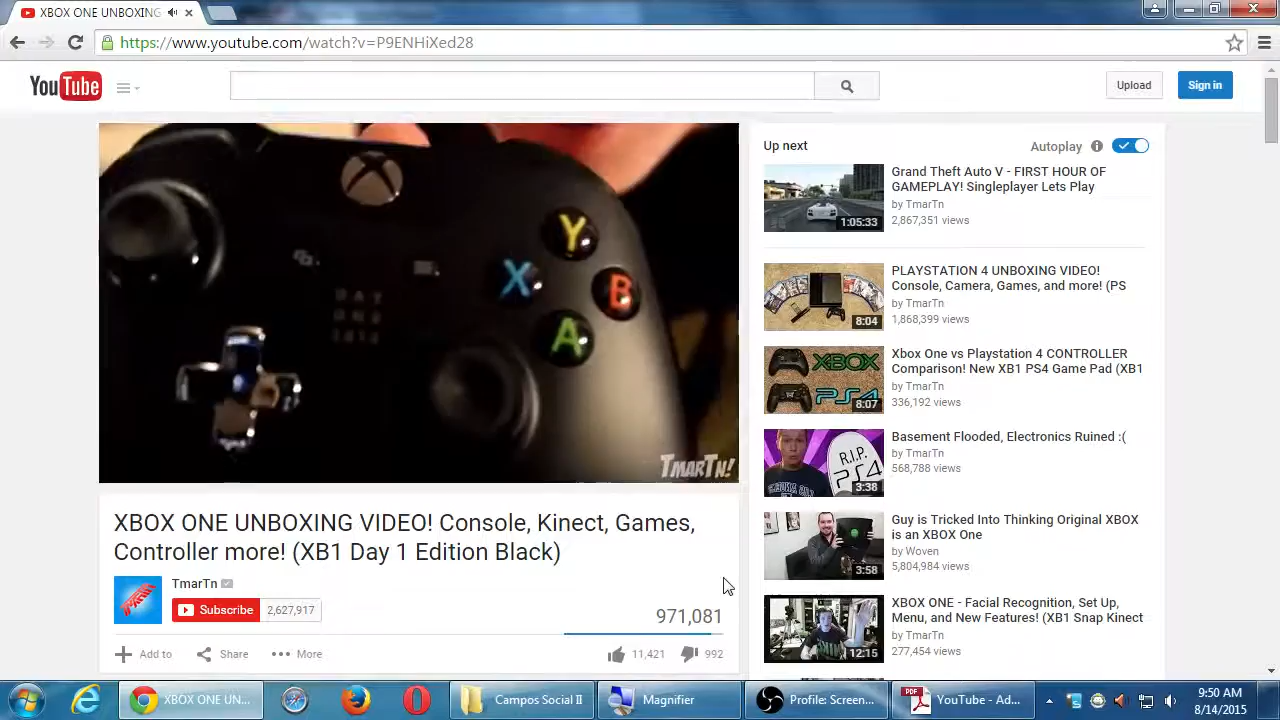 XBOX ONE UNBOXING
https://www.youtube.com/watch?v=P9ENHiXed28
YouTube
Upload
Sign in
Y
X
B
A
DAY
ONE
2013
TmarTn!
XBOX ONE UNBOXING VIDEO! Console, Kinect, Games,
Controller more! (XB1 Day 1 Edition Black)
TmarTn
Subscribe 2,627,917
971,081
Add to Share More 11,421 992
Up next Autoplay
Grand Theft Auto V - FIRST HOUR OF
GAMEPLAY! Singleplayer Lets Play
by TmarTn
2,867,351 views
1:05:33
PLAYSTATION 4 UNBOXING VIDEO!
Console, Camera, Games, and more! (PS
by TmarTn
1,868,399 views
8:04
Xbox One vs Playstation 4 CONTROLLER
Comparison! New XB1 PS4 Game Pad (XB1
by TmarTn
336,192 views
XBOX
PS4
8:07
Basement Flooded, Electronics Ruined :(
by TmarTn
568,788 views
R.I.P.
PS4
3:38
Guy is Tricked Into Thinking Original XBOX
is an XBOX One
by Woven
5,804,984 views
3:58
XBOX ONE - Facial Recognition, Set Up,
Menu, and New Features! (XB1 Snap Kinect
by TmarTn
277,454 views
12:15
XBOX ONE UN...
Campos Social II
Magnifier
Profile: Screen...
PDF
YouTube - Ad...
9:50 AM
8/14/2015